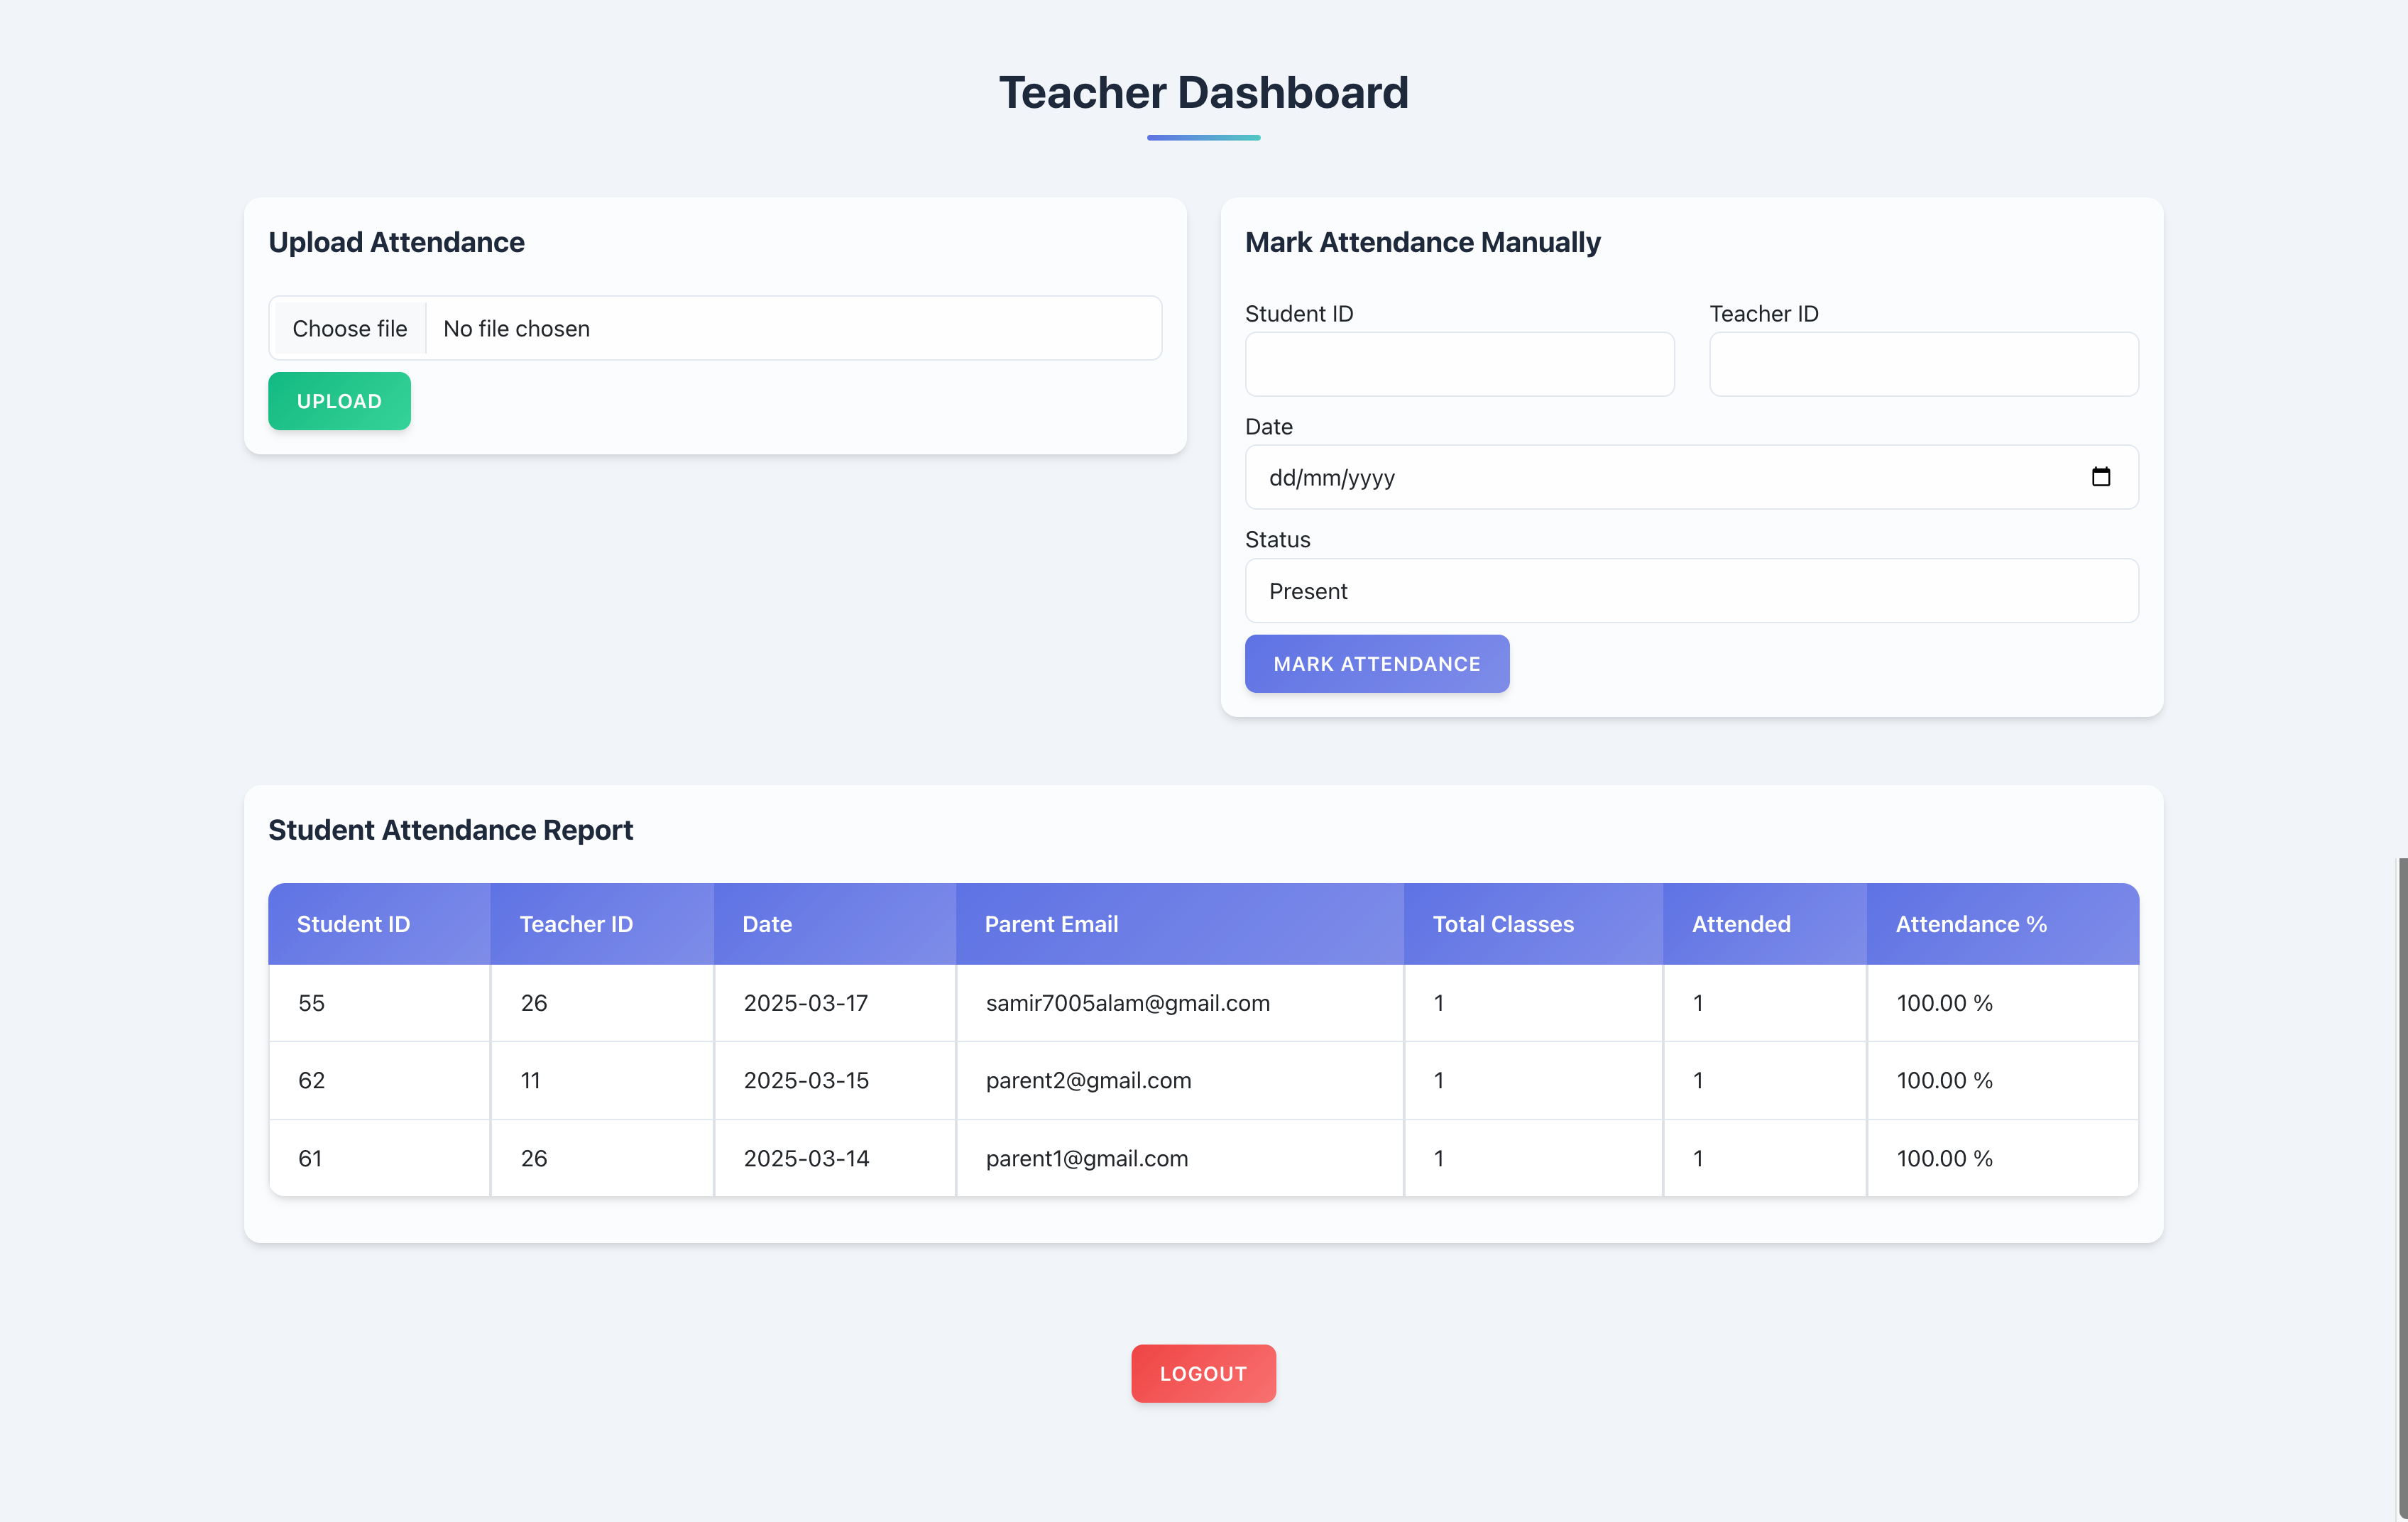 Teacher Dashboard
Upload Attendance
Choose file No file chosen
UPLOAD
Mark Attendance Manually
Student ID Teacher ID
Date
dd/mm/yyyy
Status
Present
MARK ATTENDANCE
Student Attendance Report
Student ID Teacher ID Date Parent Email Total Classes Attended Attendance %
55 26 2025-03-17 samir7005alam@gmail.com 1 1 100.00 %
62 11 2025-03-15 parent2@gmail.com 1 1 100.00 %
61 26 2025-03-14 parent1@gmail.com 1 1 100.00 %
LOGOUT